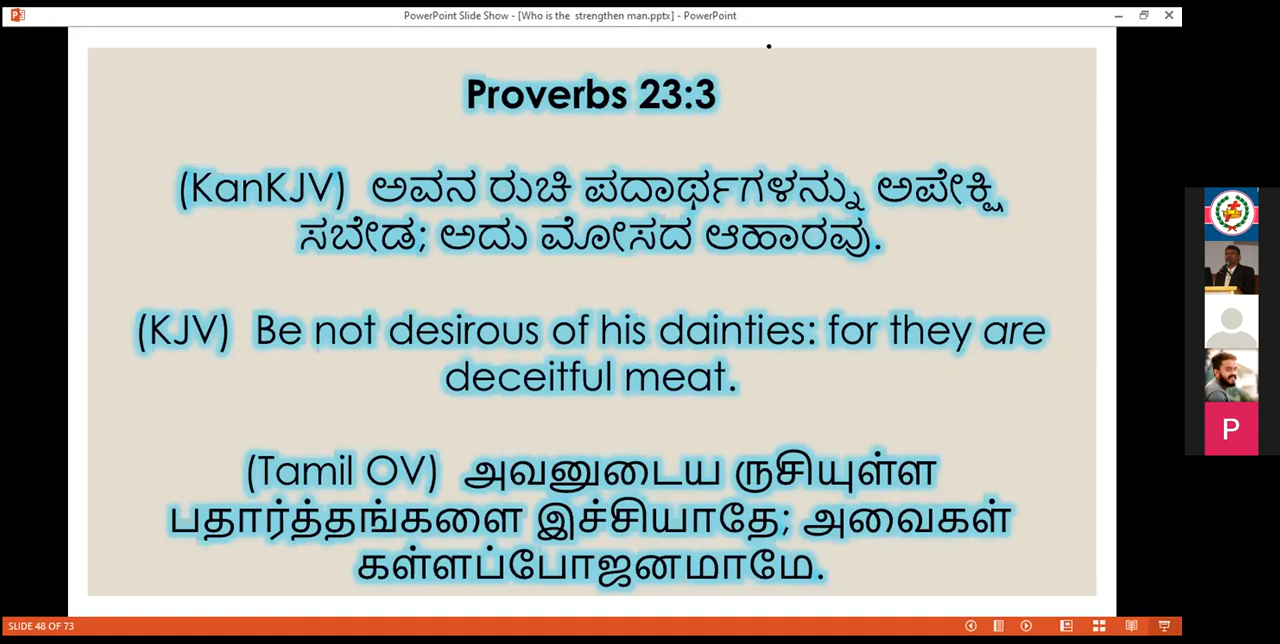 PowerPoint Slide Show - [Who is the  strengthen man.pptx] - PowerPoint
Proverbs 23:3
(KanKJV) ಅವನ ರುಚಿ ಪದಾರ್ಥಗಳನ್ನು ಅಪೇಕ್ಷಿ
ಸಬೇಡ; ಅದು ಮೋಸದ ಆಹಾರವು.
(KJV) Be not desirous of his dainties: for they are
deceitful meat.
(Tamil OV) அவனுடைய ருசியுள்ள
பதார்த்தங்களை இச்சியாதே; அவைகள்
கள்ளப்போஜனமாமே.
P
SLIDE 48 OF 73